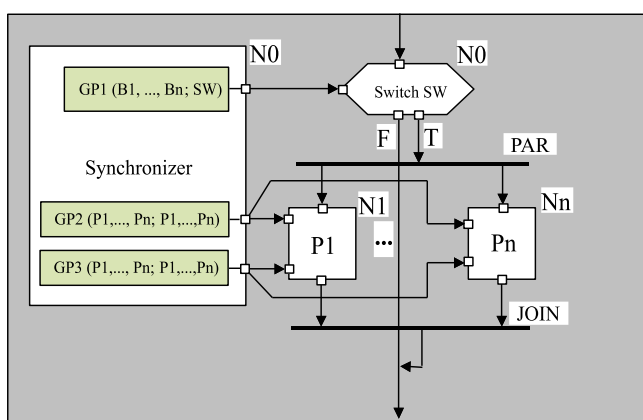 N0
N0
GP1 (B1, ..., Bn; SW)
Switch SW
F
T
PAR
Synchronizer
N1
Nn
GP2 (P1,..., Pn; P1,...,Pn)
P1
...
Pn
GP3 (P1,..., Pn; P1,...,Pn)
JOIN